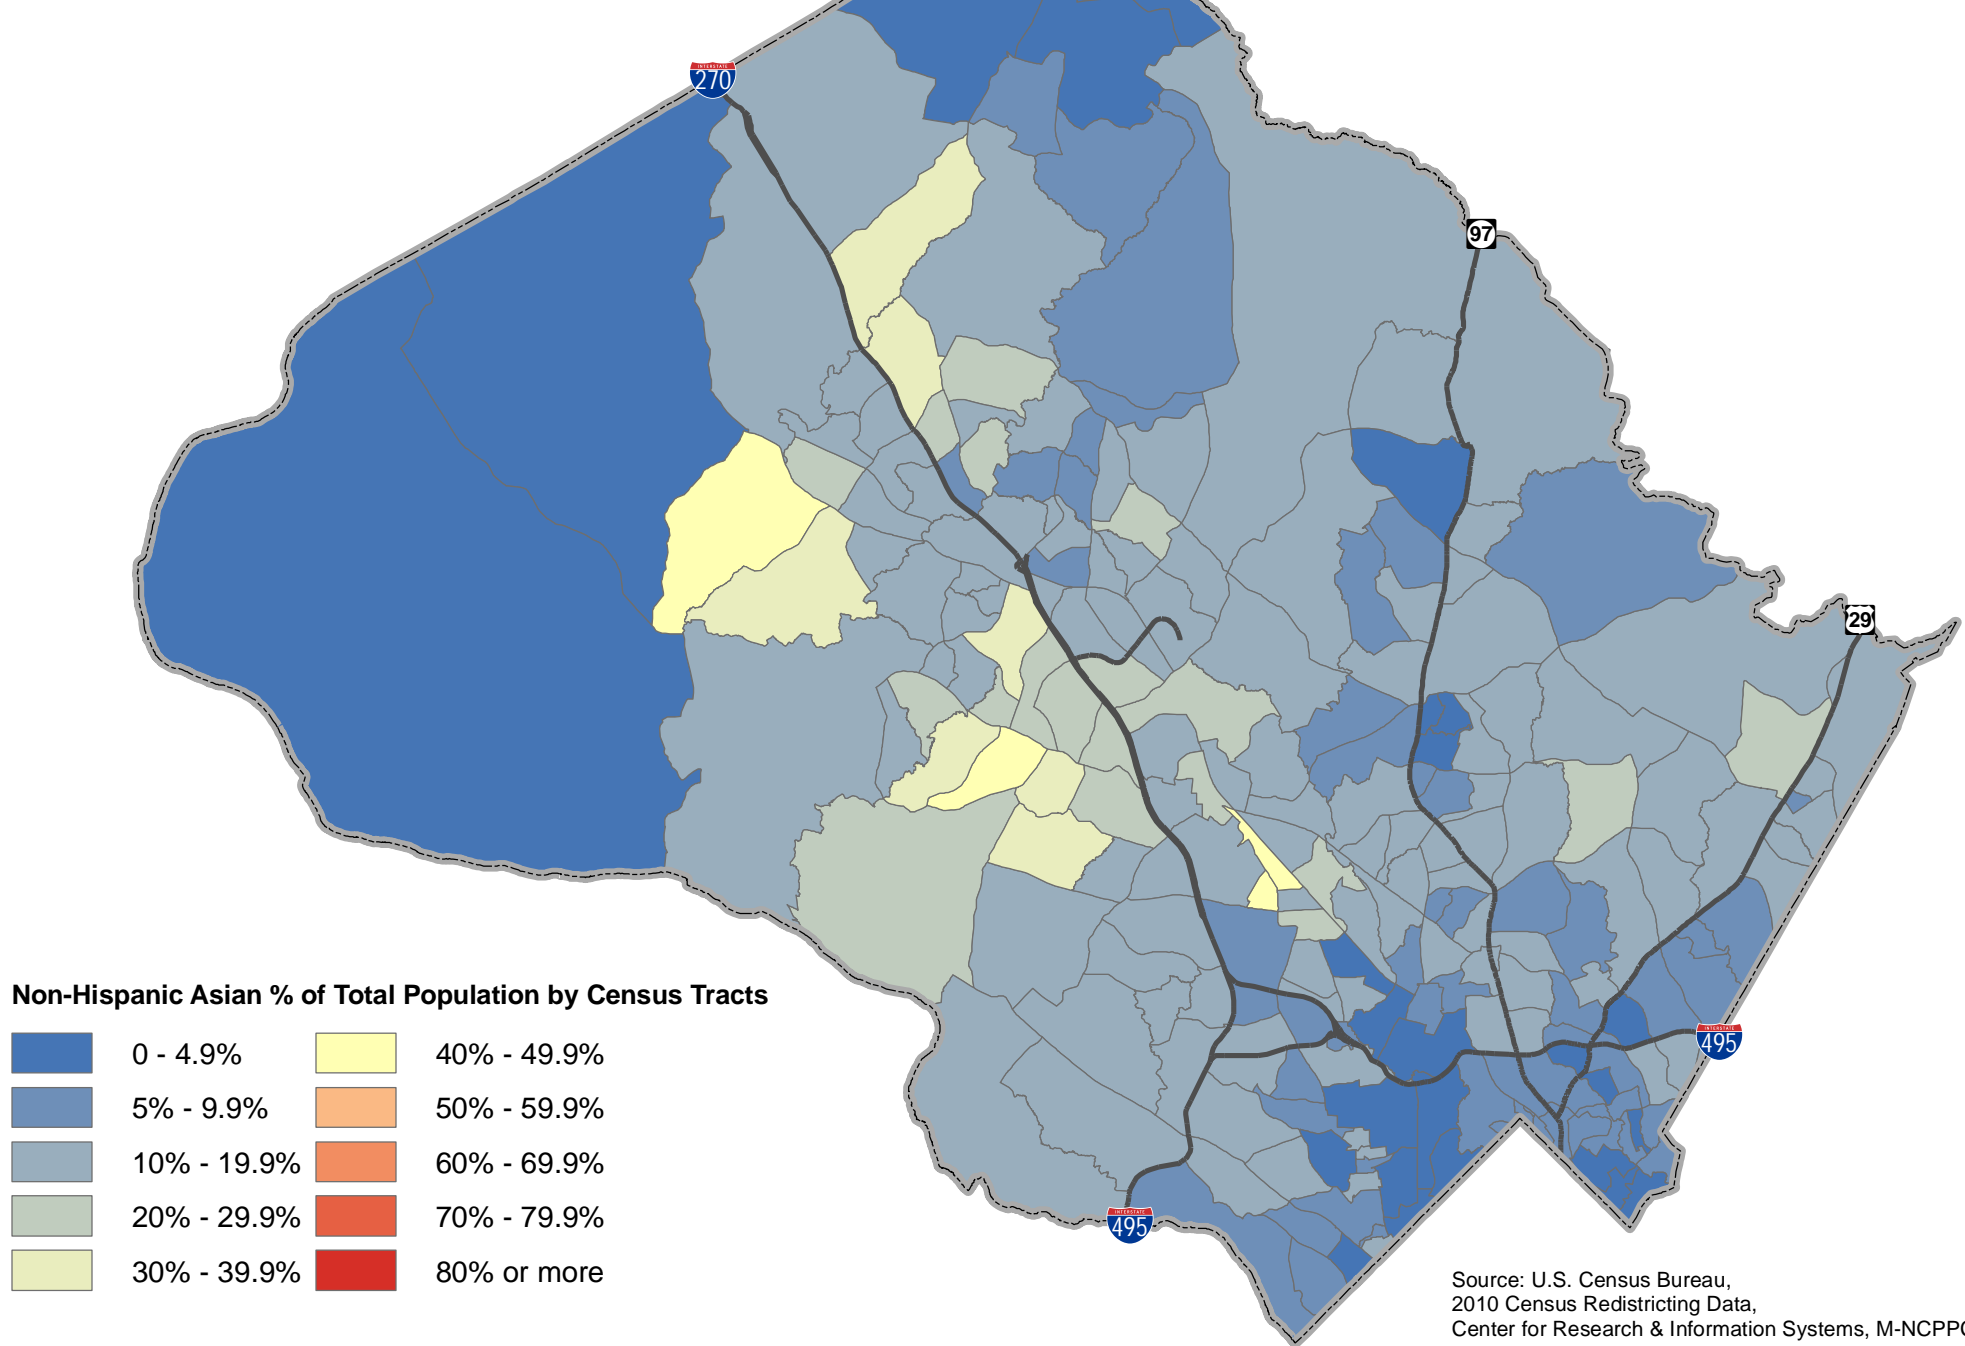 INTERSTATE
270
97
29
Non-Hispanic Asian % of Total Population by Census Tracts
0 - 4.9%
40% - 49.9%
5% - 9.9%
50% - 59.9%
10% - 19.9%
60% - 69.9%
20% - 29.9%
70% - 79.9%
30% - 39.9%
80% or more
INTERSTATE
495
INTERSTATE
495
Source: U.S. Census Bureau,
2010 Census Redistricting Data,
Center for Research & Information Systems, M-NCPPC